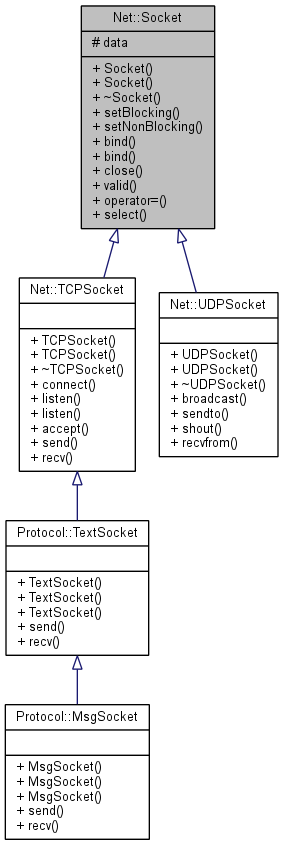 Net::Socket
# data
+ Socket()
+ Socket()
+ ~Socket()
+ setBlocking()
+ setNonBlocking()
+ bind()
+ bind()
+ close()
+ valid()
+ operator=()
+ select()
Net::TCPSocket
+ TCPSocket()
+ TCPSocket()
+ ~TCPSocket()
+ connect()
+ listen()
+ listen()
+ accept()
+ send()
+ recv()
Net::UDPSocket
+ UDPSocket()
+ UDPSocket()
+ ~UDPSocket()
+ broadcast()
+ sendto()
+ shout()
+ recvfrom()
Protocol::TextSocket
+ TextSocket()
+ TextSocket()
+ TextSocket()
+ send()
+ recv()
Protocol::MsgSocket
+ MsgSocket()
+ MsgSocket()
+ MsgSocket()
+ send()
+ recv()